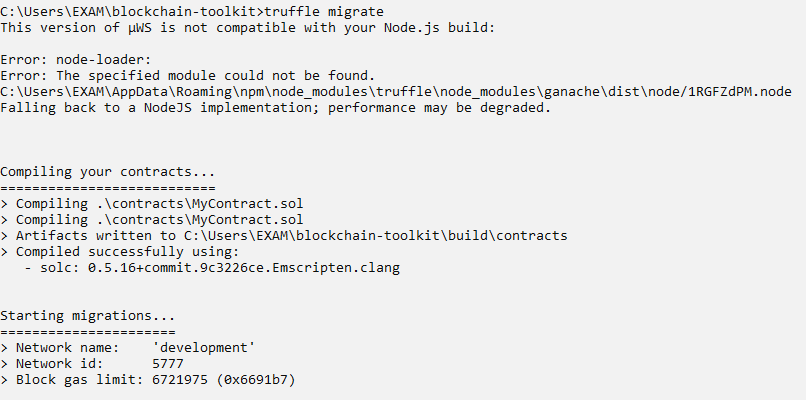 C:\Users\EXAM\blockchain-toolkit>truffle migrate
This version of µWS is not compatible with your Node.js build:
Error: node-loader:
Error: The specified module could not be found.
C:\Users\EXAM\AppData\Roaming\npm\node_modules\truffle\node_modules\ganache\dist\node/1RGFZdPM.node
Falling back to a NodeJS implementation; performance may be degraded.
Compiling your contracts...
===========================
> Compiling .\contracts\MyContract.sol
> Compiling .\contracts\MyContract.sol
> Artifacts written to C:\Users\EXAM\blockchain-toolkit\build\contracts
> Compiled successfully using:
   - solc: 0.5.16+commit.9c3226ce.Emscripten.clang
Starting migrations...
======================
> Network name:    'development'
> Network id:      5777
> Block gas limit: 6721975 (0x6691b7)